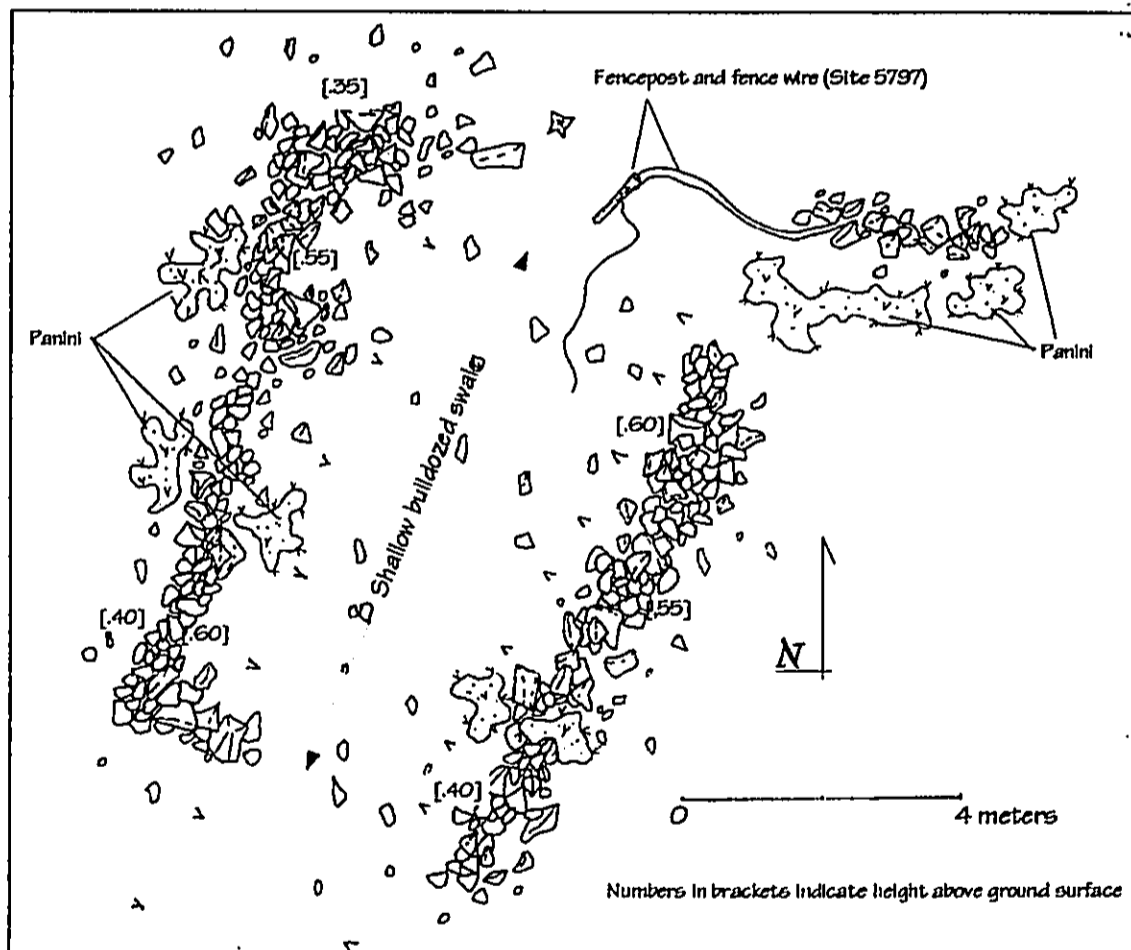 [.35]
Fencepost and fence wire (Site 5797)
[.55]
Panini
Panini
Shallow bulldozed swale
[.60]
[.55]
[.40]
[.60]
N
[.40]
0 4 meters
Numbers in brackets indicate height above ground surface